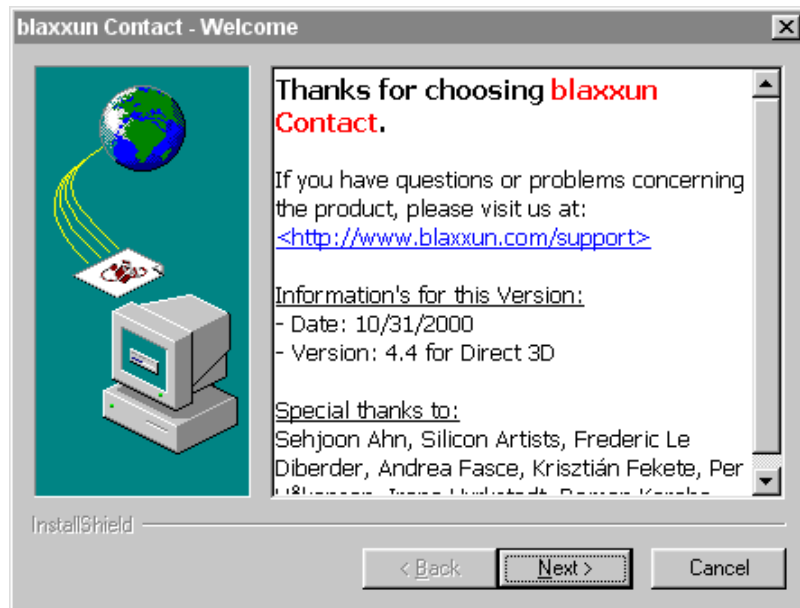 blaxxun Contact - Welcome
Thanks for choosing blaxxun
Contact.
If you have questions or problems concerning
the product, please visit us at:
<http://www.blaxxun.com/support>
Information's for this Version:
- Date: 10/31/2000
- Version: 4.4 for Direct 3D
Special thanks to:
Sehjoon Ahn, Silicon Artists, Frederic Le
Diberder, Andrea Fasce, Krisztián Fekete, Per
InstallShield
< Back
Next >
Cancel